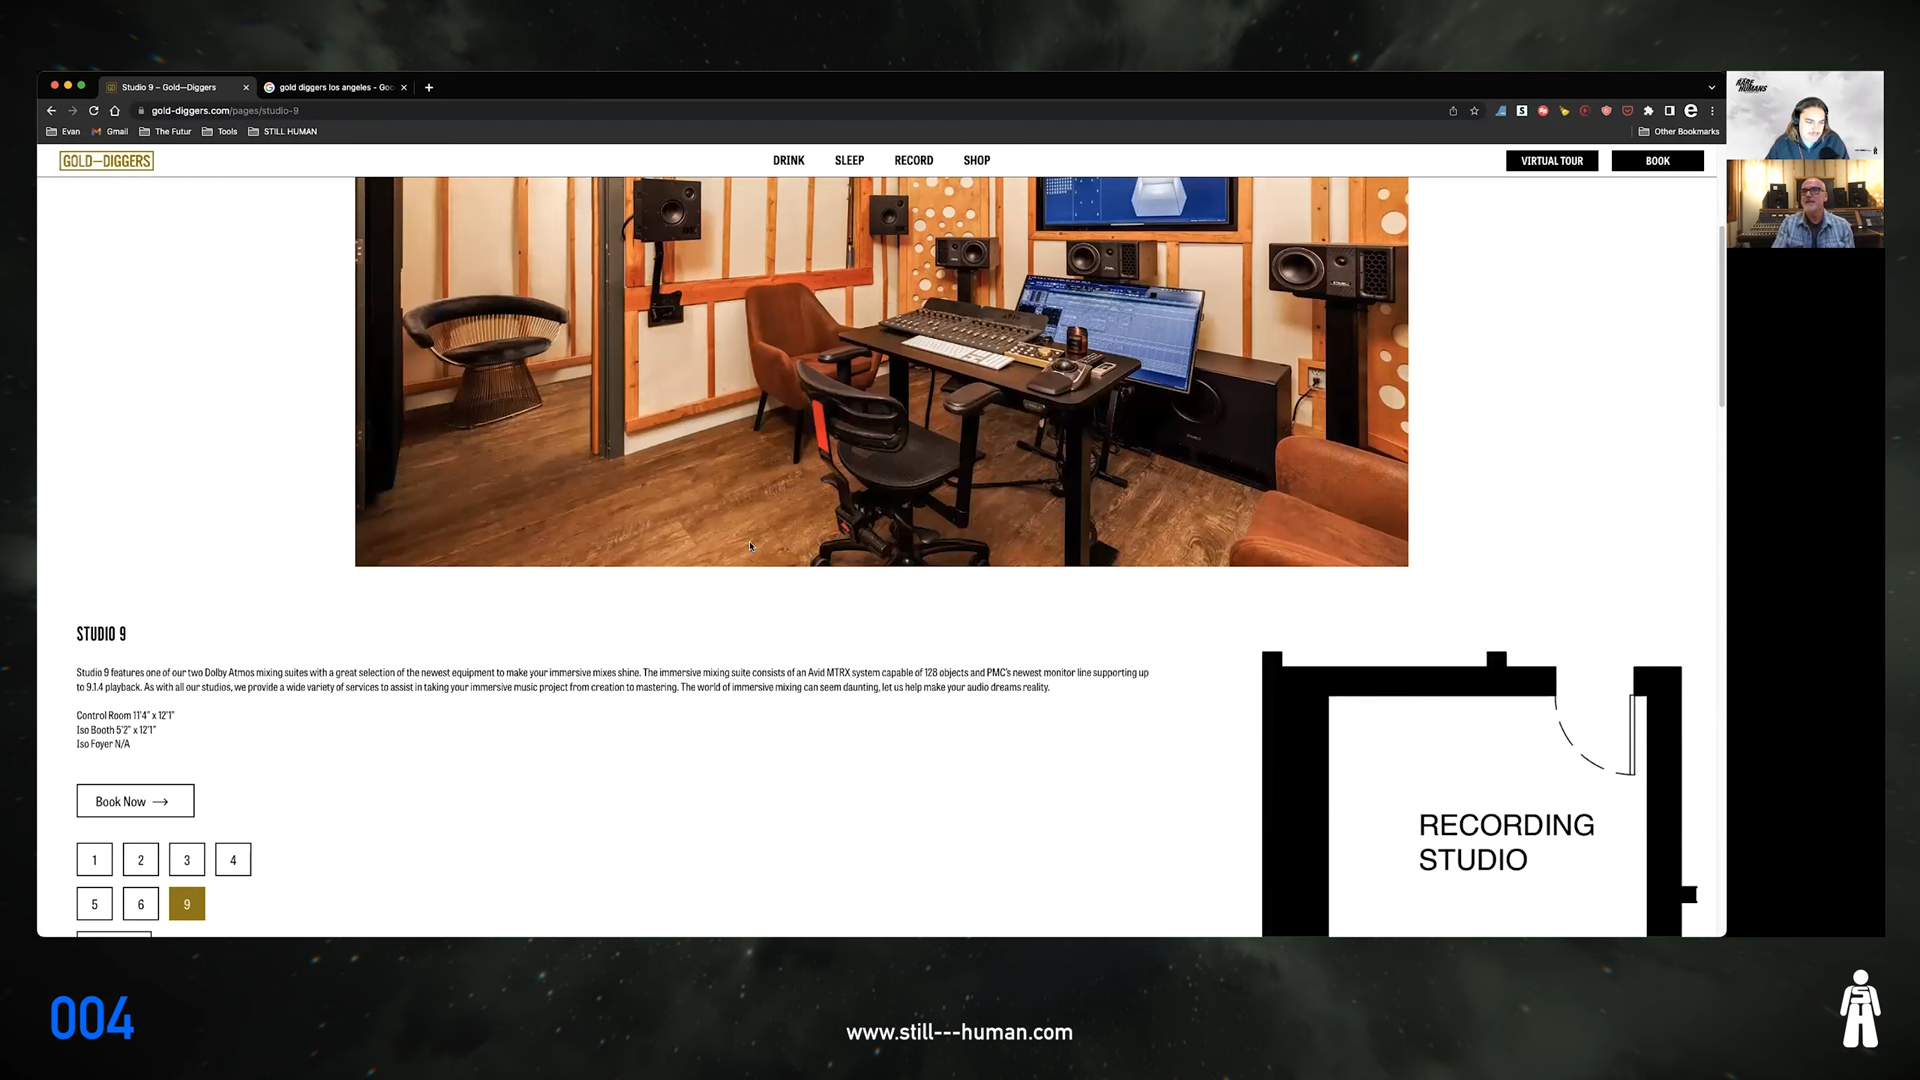 Studio 9 – Gold—Diggers
gold diggers los angeles - Goo
gold-diggers.com/pages/studio-9
Evan
Gmail
The Futur
Tools
STILL HUMAN
Other Bookmarks
GOLD—DIGGERS
DRINK
SLEEP
RECORD
SHOP
VIRTUAL TOUR
BOOK
RARE
HUMANS
STUDIO 9
Studio 9 features one of our two Dolby Atmos mixing suites with a great selection of the newest equipment to make your immersive mixes shine. The immersive mixing suite consists of an Avid MTRX system capable of 128 objects and PMC's newest monitor line supporting up
to 9.1.4 playback. As with all our studios, we provide a wide variety of services to assist in taking your immersive music project from creation to mastering. The world of immersive mixing can seem daunting, let us help make your audio dreams reality.
Control Room 11'4" x 12'1"
Iso Booth 5'2" x 12'1"
Iso Foyer N/A
Book Now →
1 2 3 4
5 6 9
RECORDING
STUDIO
004
www.still---human.com
SH